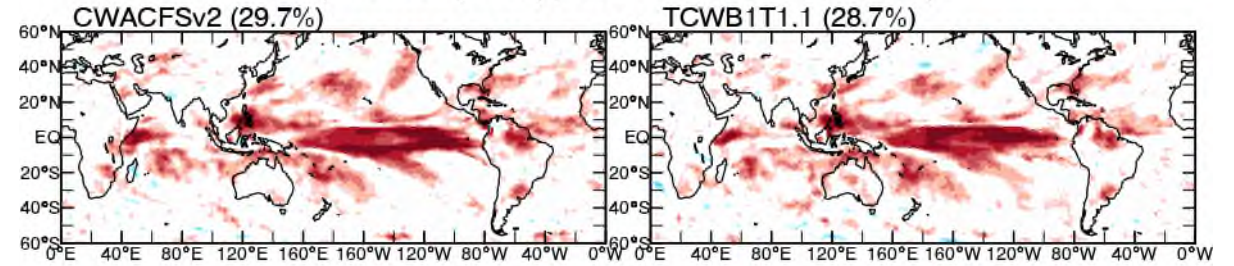 CWACFSv2 (29.7%) TCWB1T1.1 (28.7%)
60°N 60°N
40°N 40°N
20°N 20°N
EQ EQ
20°S 20°S
40°S 40°S
60°S 60°S
0°E 40°E 80°E 120°E 160°E 160°W 120°W 80°W 40°W 0°W 0°E 40°E 80°E 120°E 160°E 160°W 120°W 80°W 40°W 0°W